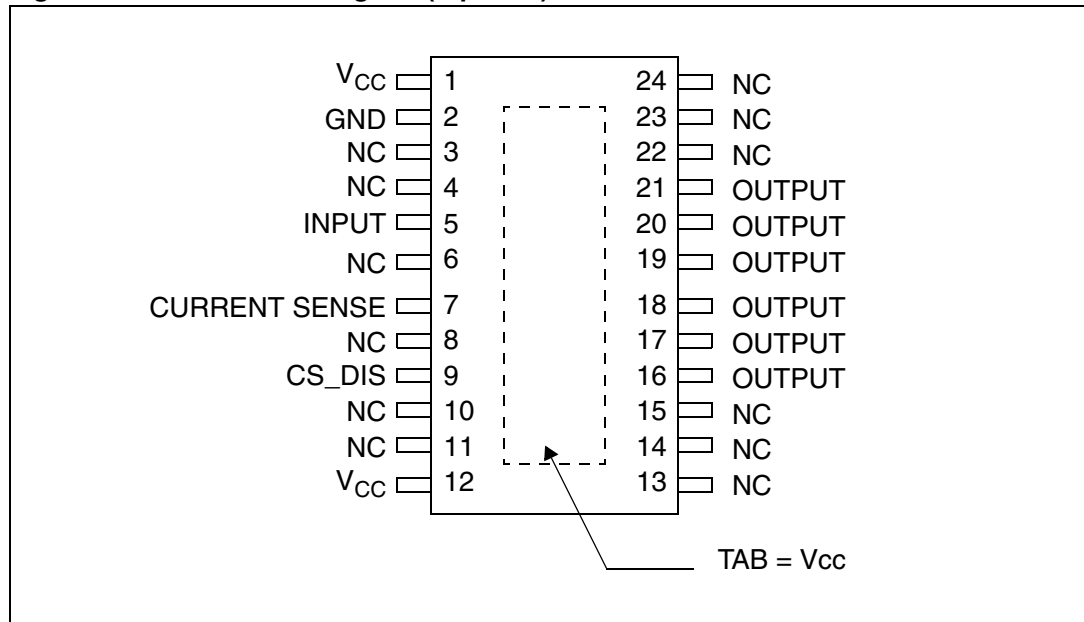 VCC 1 24 NC
GND 2 23 NC
NC 3 22 NC
NC 4 21 OUTPUT
INPUT 5 20 OUTPUT
NC 6 19 OUTPUT
CURRENT SENSE 7 18 OUTPUT
NC 8 17 OUTPUT
CS_DIS 9 16 OUTPUT
NC 10 15 NC
NC 11 14 NC
VCC 12 13 NC
TAB = Vcc